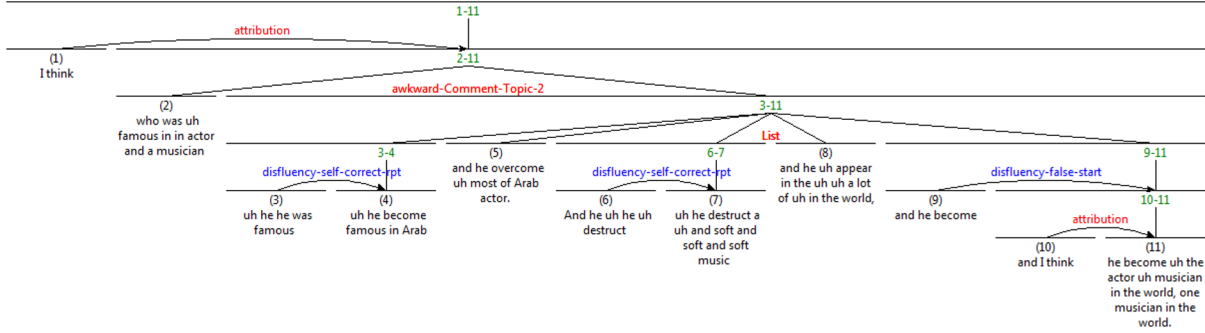 1-11
attribution
(1)
I think
2-11
awkward-Comment-Topic-2
(2)
who was uh
famous in in actor
and a musician
3-11
List
3-4
disfluency-self-correct-rpt
(3)
uh he he was
famous
(4)
uh he become
famous in Arab
(5)
and he overcome
uh most of Arab
actor.
6-7
disfluency-self-correct-rpt
(6)
And he uh he uh
destruct
(7)
uh he destruct a
uh and soft and
soft and soft
music
(8)
and he uh appear
in the uh uh a lot
of uh in the world,
9-11
disfluency-false-start
(9)
and he become
10-11
attribution
(10)
and I think
(11)
he become uh the
actor uh musician
in the world, one
musician in the
world.